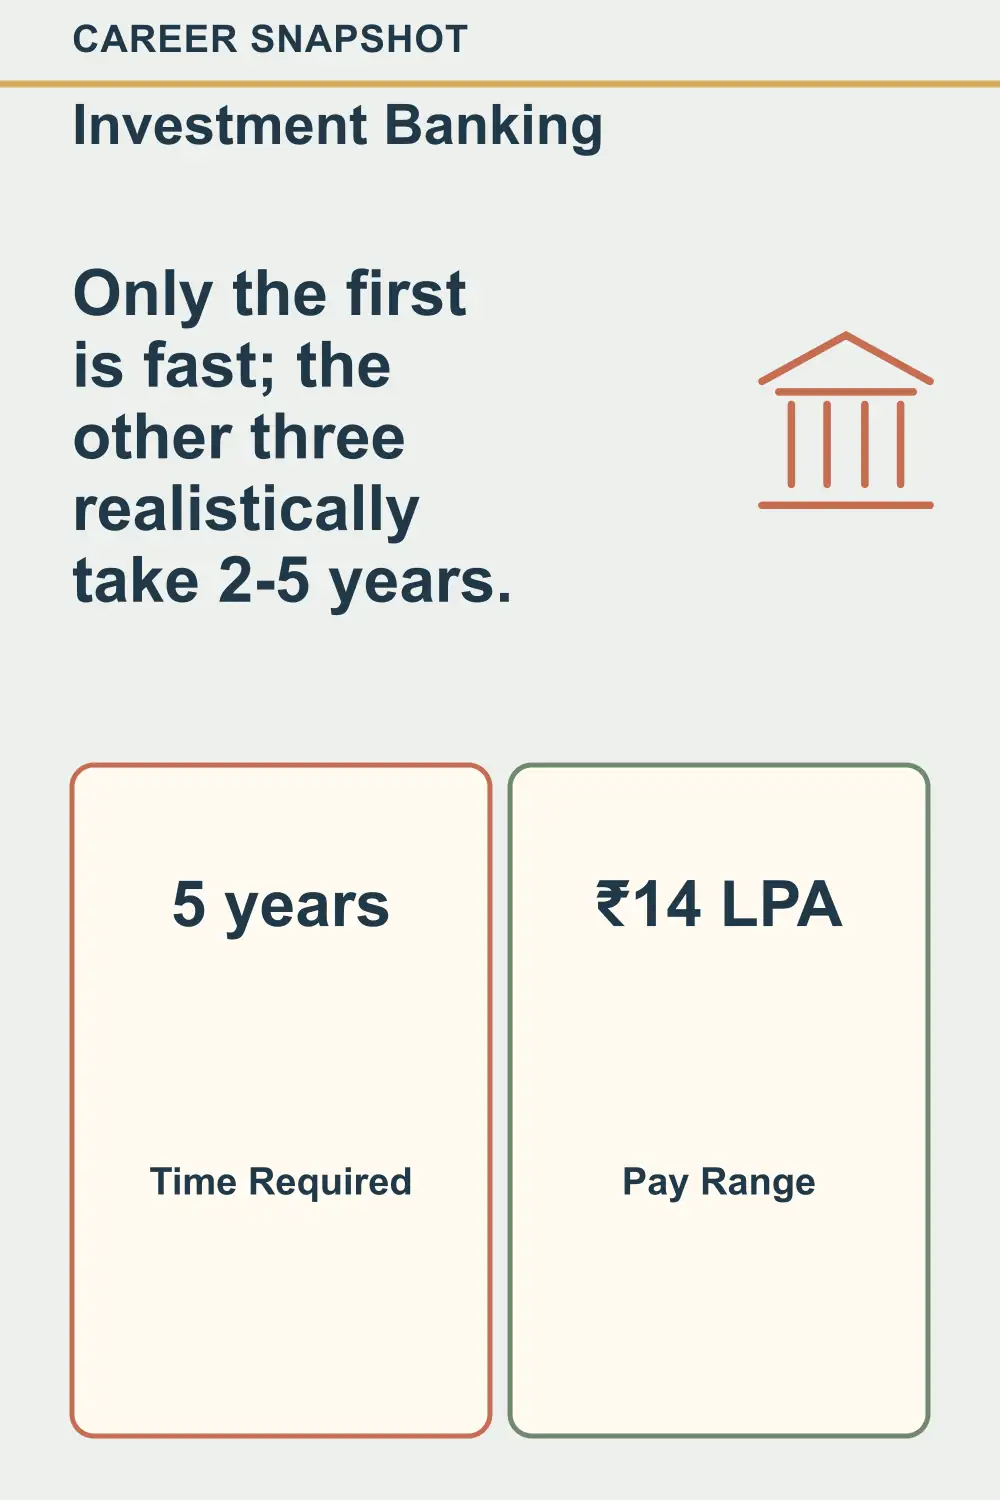 CAREER SNAPSHOT
Investment Banking
Only the first
is fast; the
other three
realistically
take 2-5 years.
5 years
₹14 LPA
Time Required
Pay Range